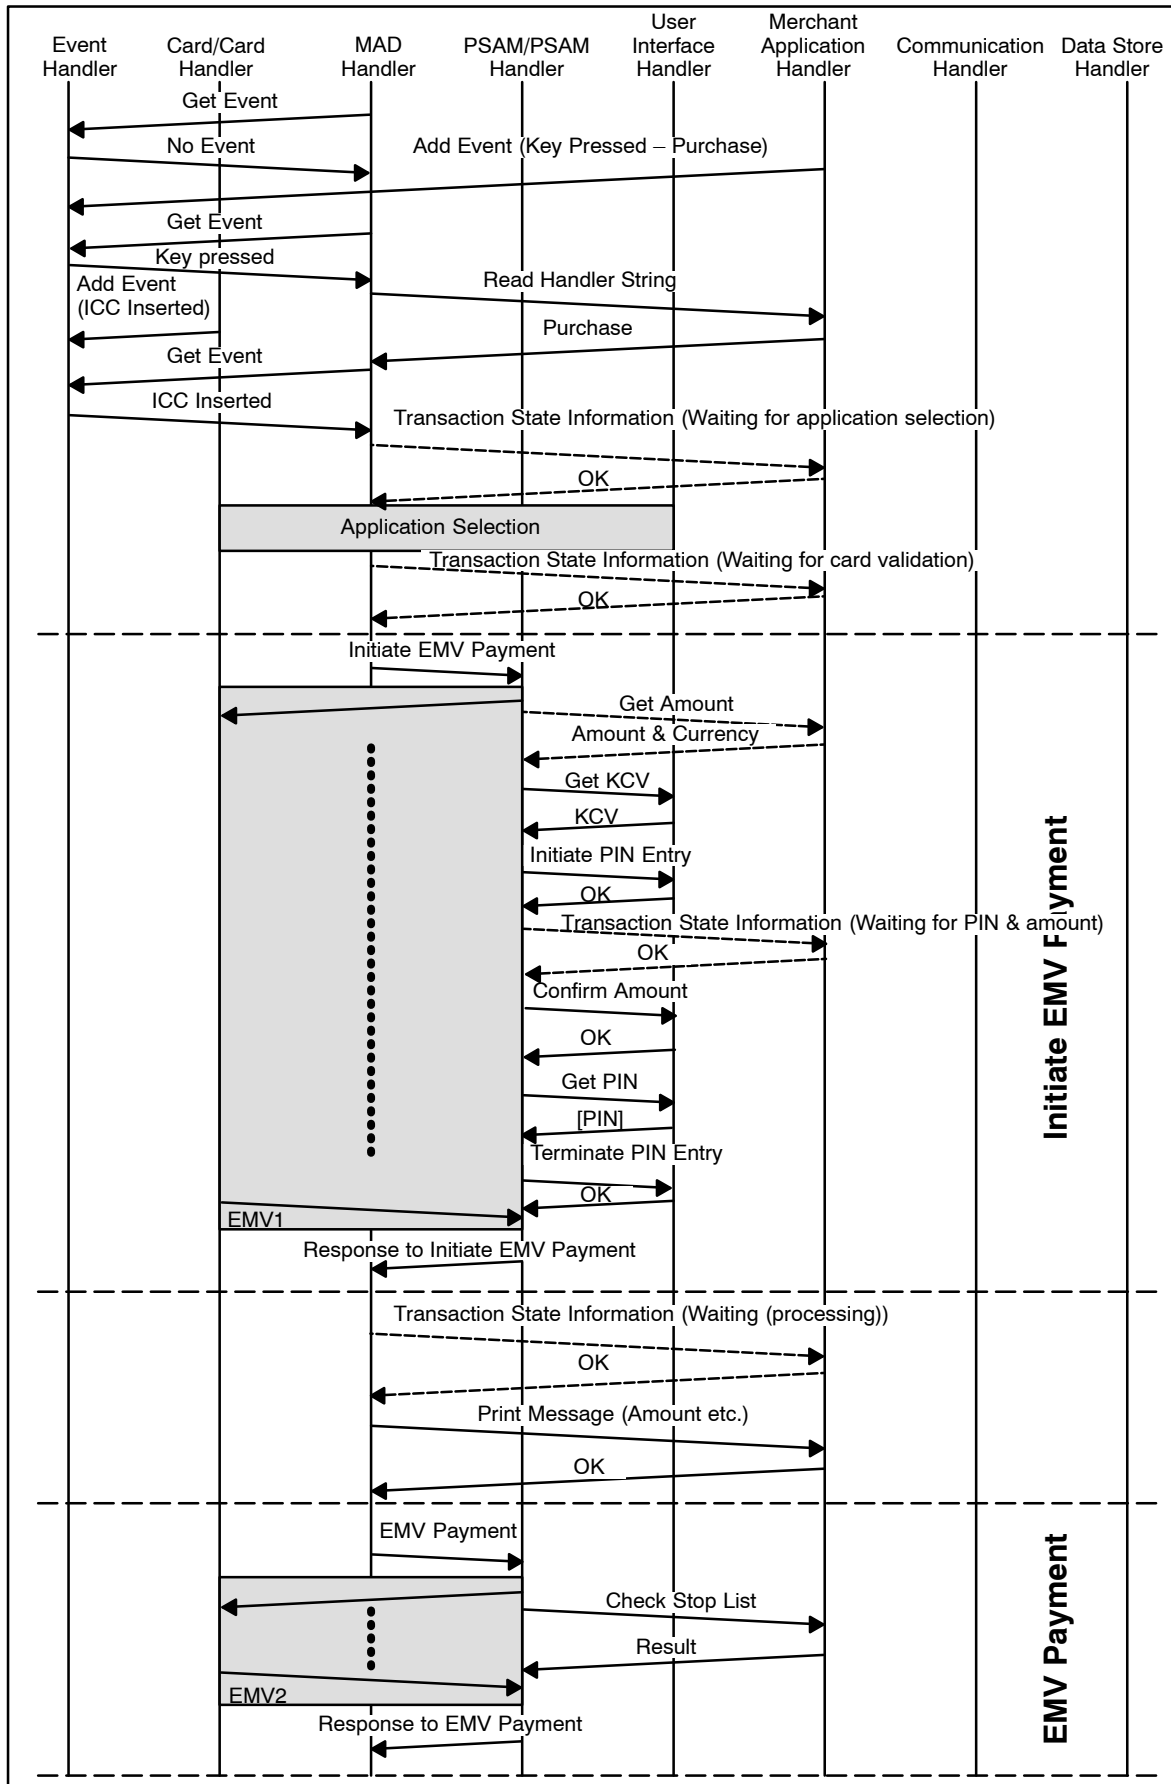 Event
Handler
Card/Card
Handler
MAD
Handler
PSAM/PSAM
Handler
User
Interface
Handler
Merchant
Application
Handler
Communication
Handler
Data Store
Handler
Get Event
No Event
Add Event (Key Pressed – Purchase)
Get Event
Key pressed
Add Event
(ICC Inserted)
Read Handler String
Purchase
Get Event
ICC Inserted
Transaction State Information (Waiting for application selection)
OK
Application Selection
Transaction State Information (Waiting for card validation)
OK
Initiate EMV Payment
Get Amount
Amount & Currency
Get KCV
KCV
Initiate PIN Entry
OK
Transaction State Information (Waiting for PIN & amount)
OK
Confirm Amount
OK
Get PIN
[PIN]
Terminate PIN Entry
OK
EMV1
Initiate EMV Payment
Response to Initiate EMV Payment
Transaction State Information (Waiting (processing))
OK
Print Message (Amount etc.)
OK
EMV Payment
Check Stop List
Result
EMV2
EMV Payment
Response to EMV Payment